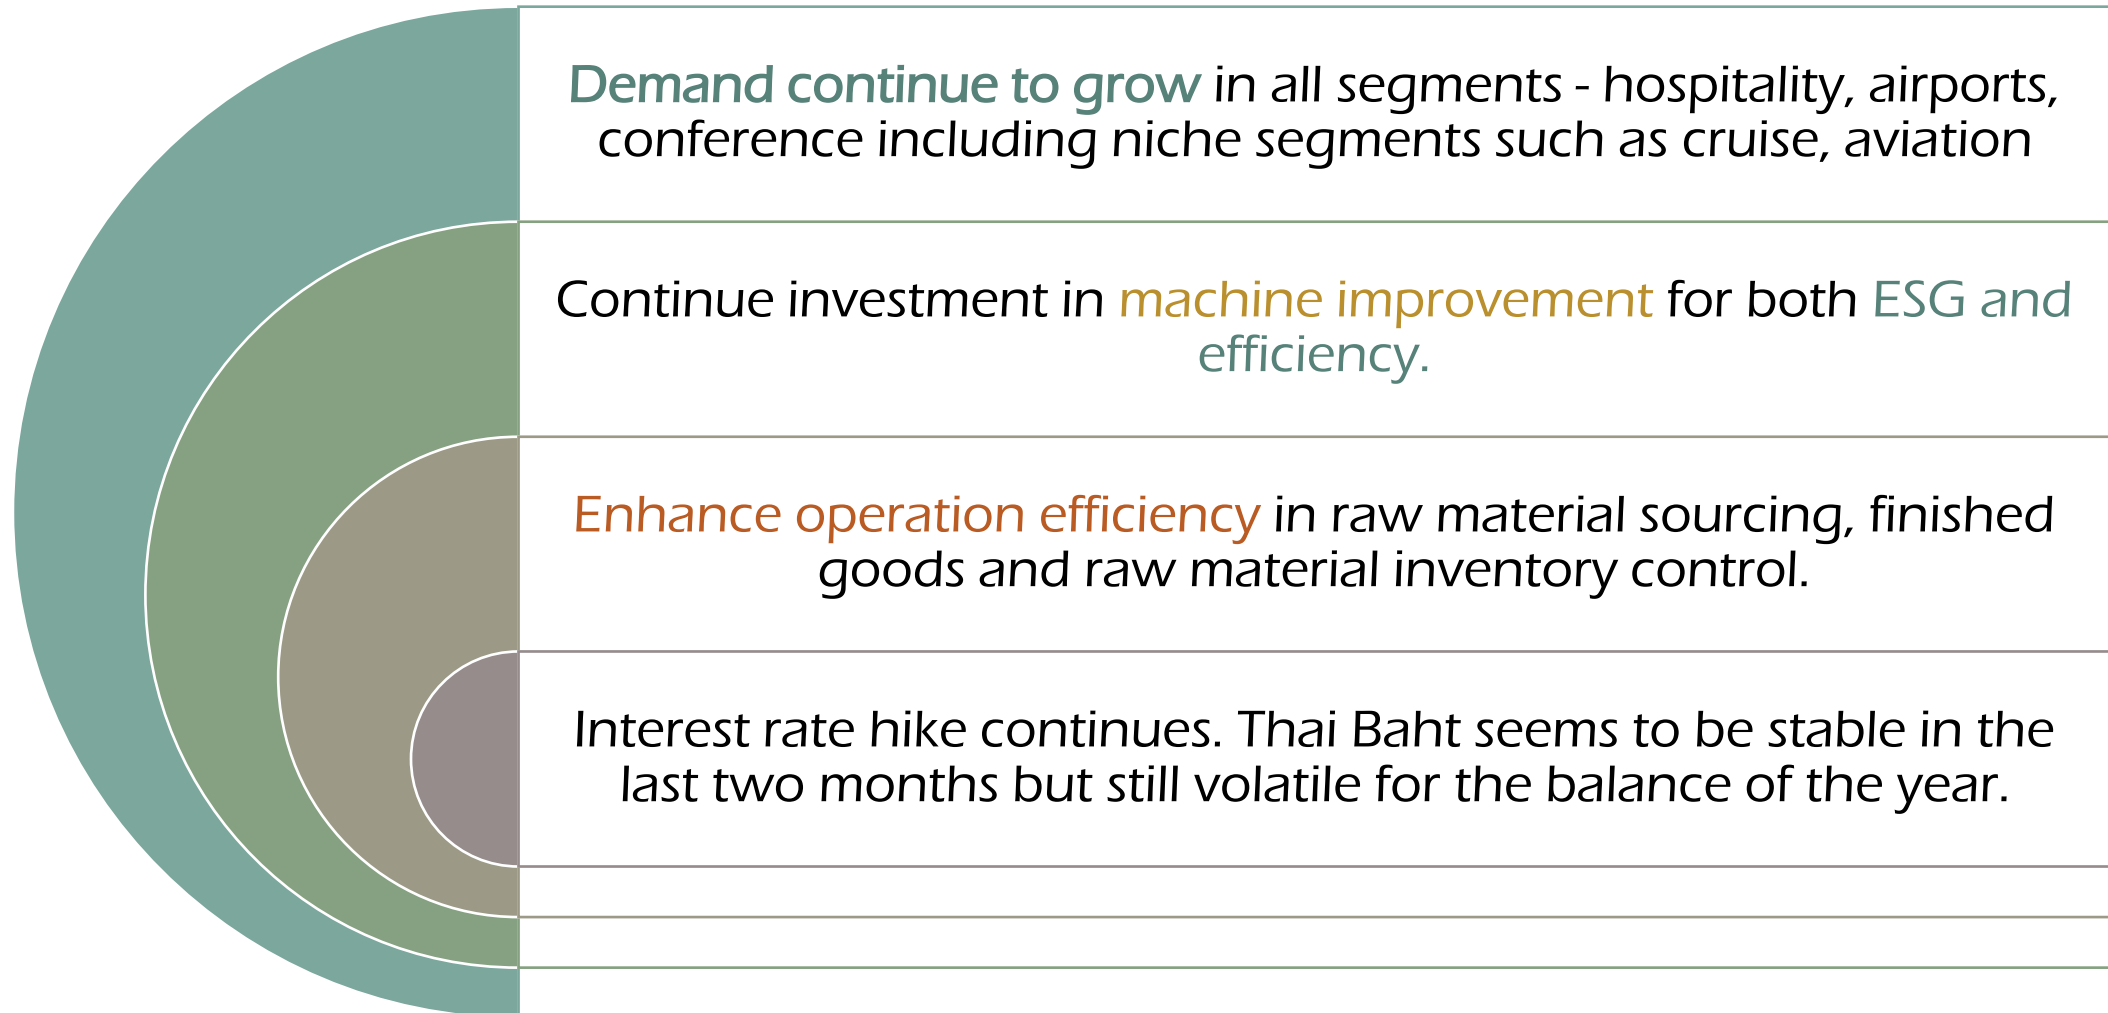 Demand continue to grow in all segments - hospitality, airports,
conference including niche segments such as cruise, aviation
Continue investment in machine improvement for both ESG and
efficiency.
Enhance operation efficiency in raw material sourcing, finished
goods and raw material inventory control.
Interest rate hike continues. Thai Baht seems to be stable in the
last two months but still volatile for the balance of the year.